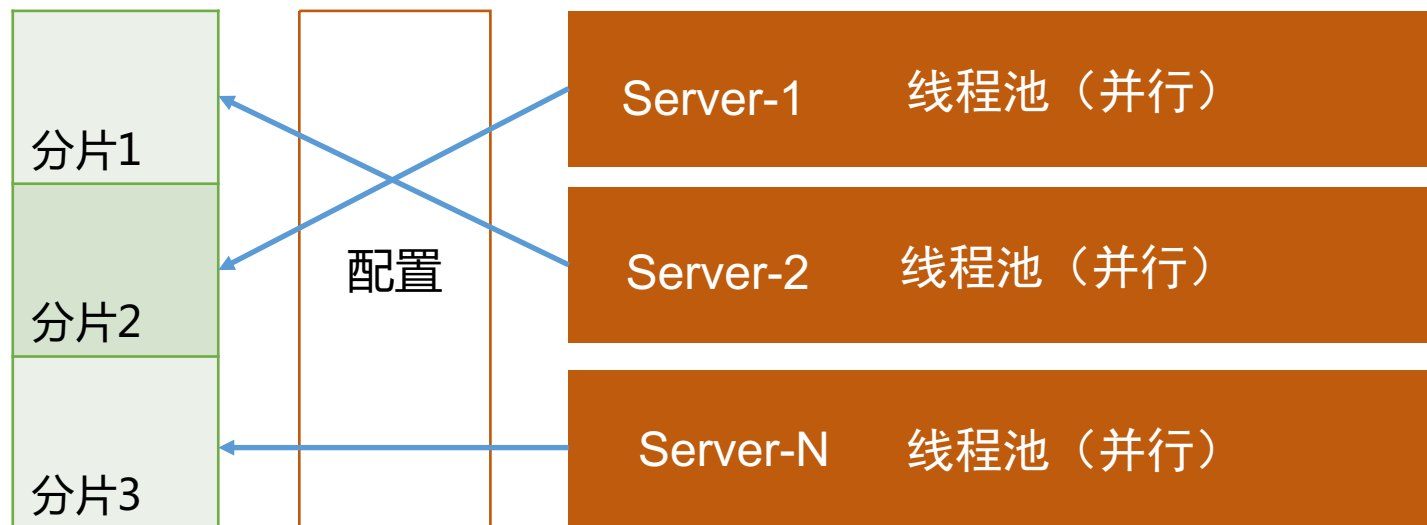 分片1
分片2
分片3
配置
Server-1 线程池（并行）
Server-2 线程池（并行）
Server-N 线程池（并行）